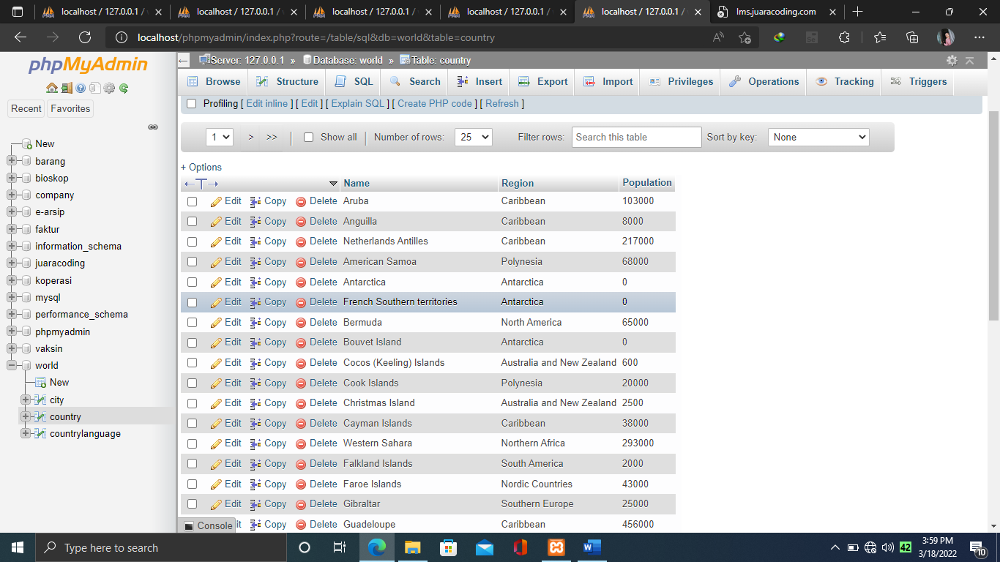 localhost / 127.0.0.1 / localhost / 127.0.0.1 / localhost / 127.0.0.1 / localhost / 127.0.0.1 / localhost / 127.0.0.1 / lms.juaracoding.com
localhost/phpmyadmin/index.php?route=/table/sql&db=world&table=country
phpMyAdmin
Recent Favorites
New
barang
bioskop
company
e-arsip
faktur
information_schema
juaracoding
koperasi
mysql
performance_schema
phpmyadmin
vaksin
world
New
city
country
countrylanguage
Server: 127.0.0.1 » Database: world » Table: country
Browse Structure SQL Search Insert Export Import Privileges Operations Tracking Triggers
Profiling [ Edit inline ] [ Edit ] [ Explain SQL ] [ Create PHP code ] [ Refresh ]
1 > >> | Show all | Number of rows: 25 Filter rows: Search this table Sort by key: None
+ Options
←T→ Name Region Population
Edit Copy Delete Aruba Caribbean 103000
Edit Copy Delete Anguilla Caribbean 8000
Edit Copy Delete Netherlands Antilles Caribbean 217000
Edit Copy Delete American Samoa Polynesia 68000
Edit Copy Delete Antarctica Antarctica 0
Edit Copy Delete French Southern territories Antarctica 0
Edit Copy Delete Bermuda North America 65000
Edit Copy Delete Bouvet Island Antarctica 0
Edit Copy Delete Cocos (Keeling) Islands Australia and New Zealand 600
Edit Copy Delete Cook Islands Polynesia 20000
Edit Copy Delete Christmas Island Australia and New Zealand 2500
Edit Copy Delete Cayman Islands Caribbean 38000
Edit Copy Delete Western Sahara Northern Africa 293000
Edit Copy Delete Falkland Islands South America 2000
Edit Copy Delete Faroe Islands Nordic Countries 43000
Edit Copy Delete Gibraltar Southern Europe 25000
Console it Copy Delete Guadeloupe Caribbean 456000
Type here to search
42
3:59 PM
3/18/2022
10